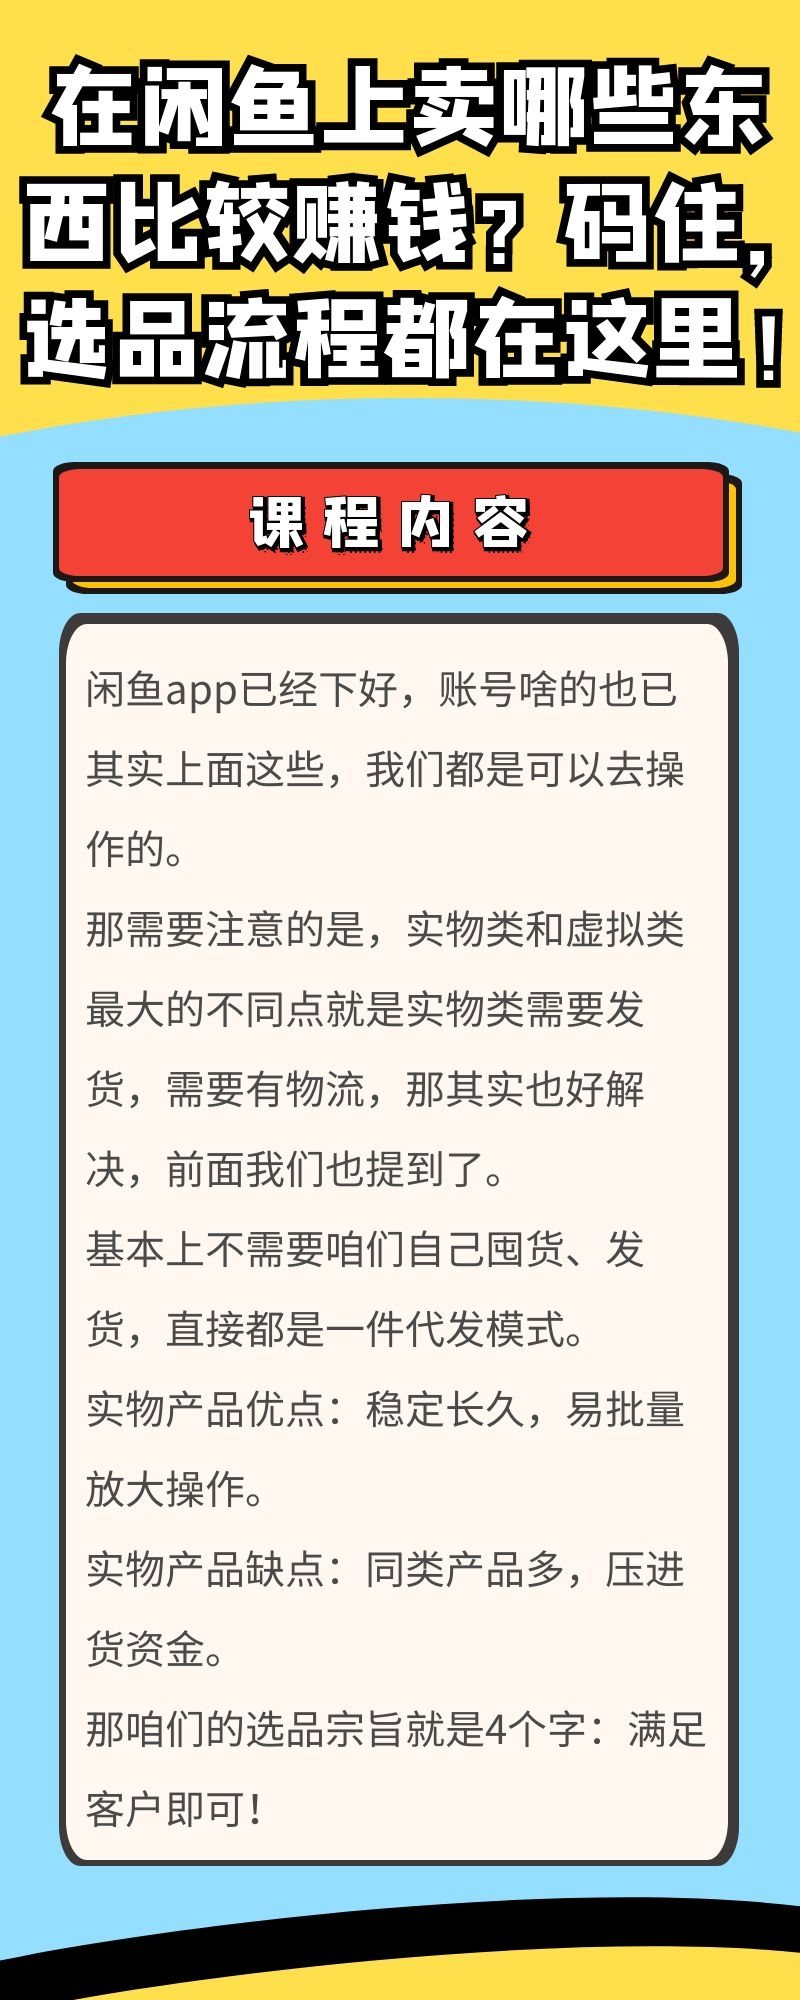 在闲鱼上卖哪些东
西比较赚钱？码住，
选品流程都在这里！
课程内容
闲鱼app已经下好，账号啥的也已
其实上面这些，我们都是可以去操
作的。
那需要注意的是，实物类和虚拟类
最大的不同点就是实物类需要发
货，需要有物流，那其实也好解
决，前面我们也提到了。
基本上不需要咱们自己囤货、发
货，直接都是一件代发模式。
实物产品优点：稳定长久，易批量
放大操作。
实物产品缺点：同类产品多，压进
货资金。
那咱们的选品宗旨就是4个字：满足
客户即可！